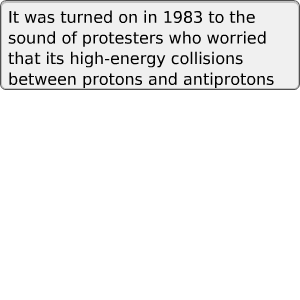 It was turned on in 1983 to the
sound of protesters who worried
that its high-energy collisions
between protons and antiprotons